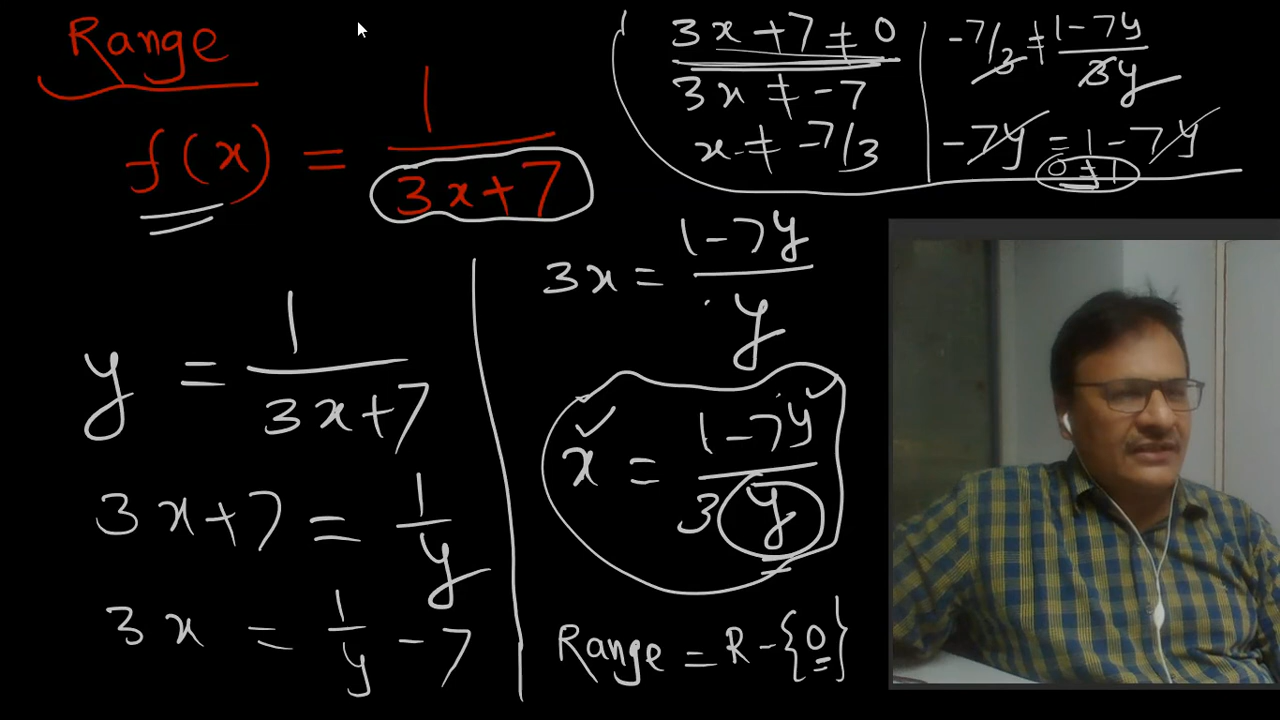 Range
f(x) = 1/(3x+7)
3x+7 ≠ 0
3x ≠ -7
x ≠ -7/3
-7/3 ≠ (1-7y)/(3y)
-7y = 1-7y
0 ≠ 1
y = 1/(3x+7)
3x+7 = 1/y
3x = 1/y - 7
3x = (1-7y)/y
x = (1-7y)/(3y)
Range = R-{0}